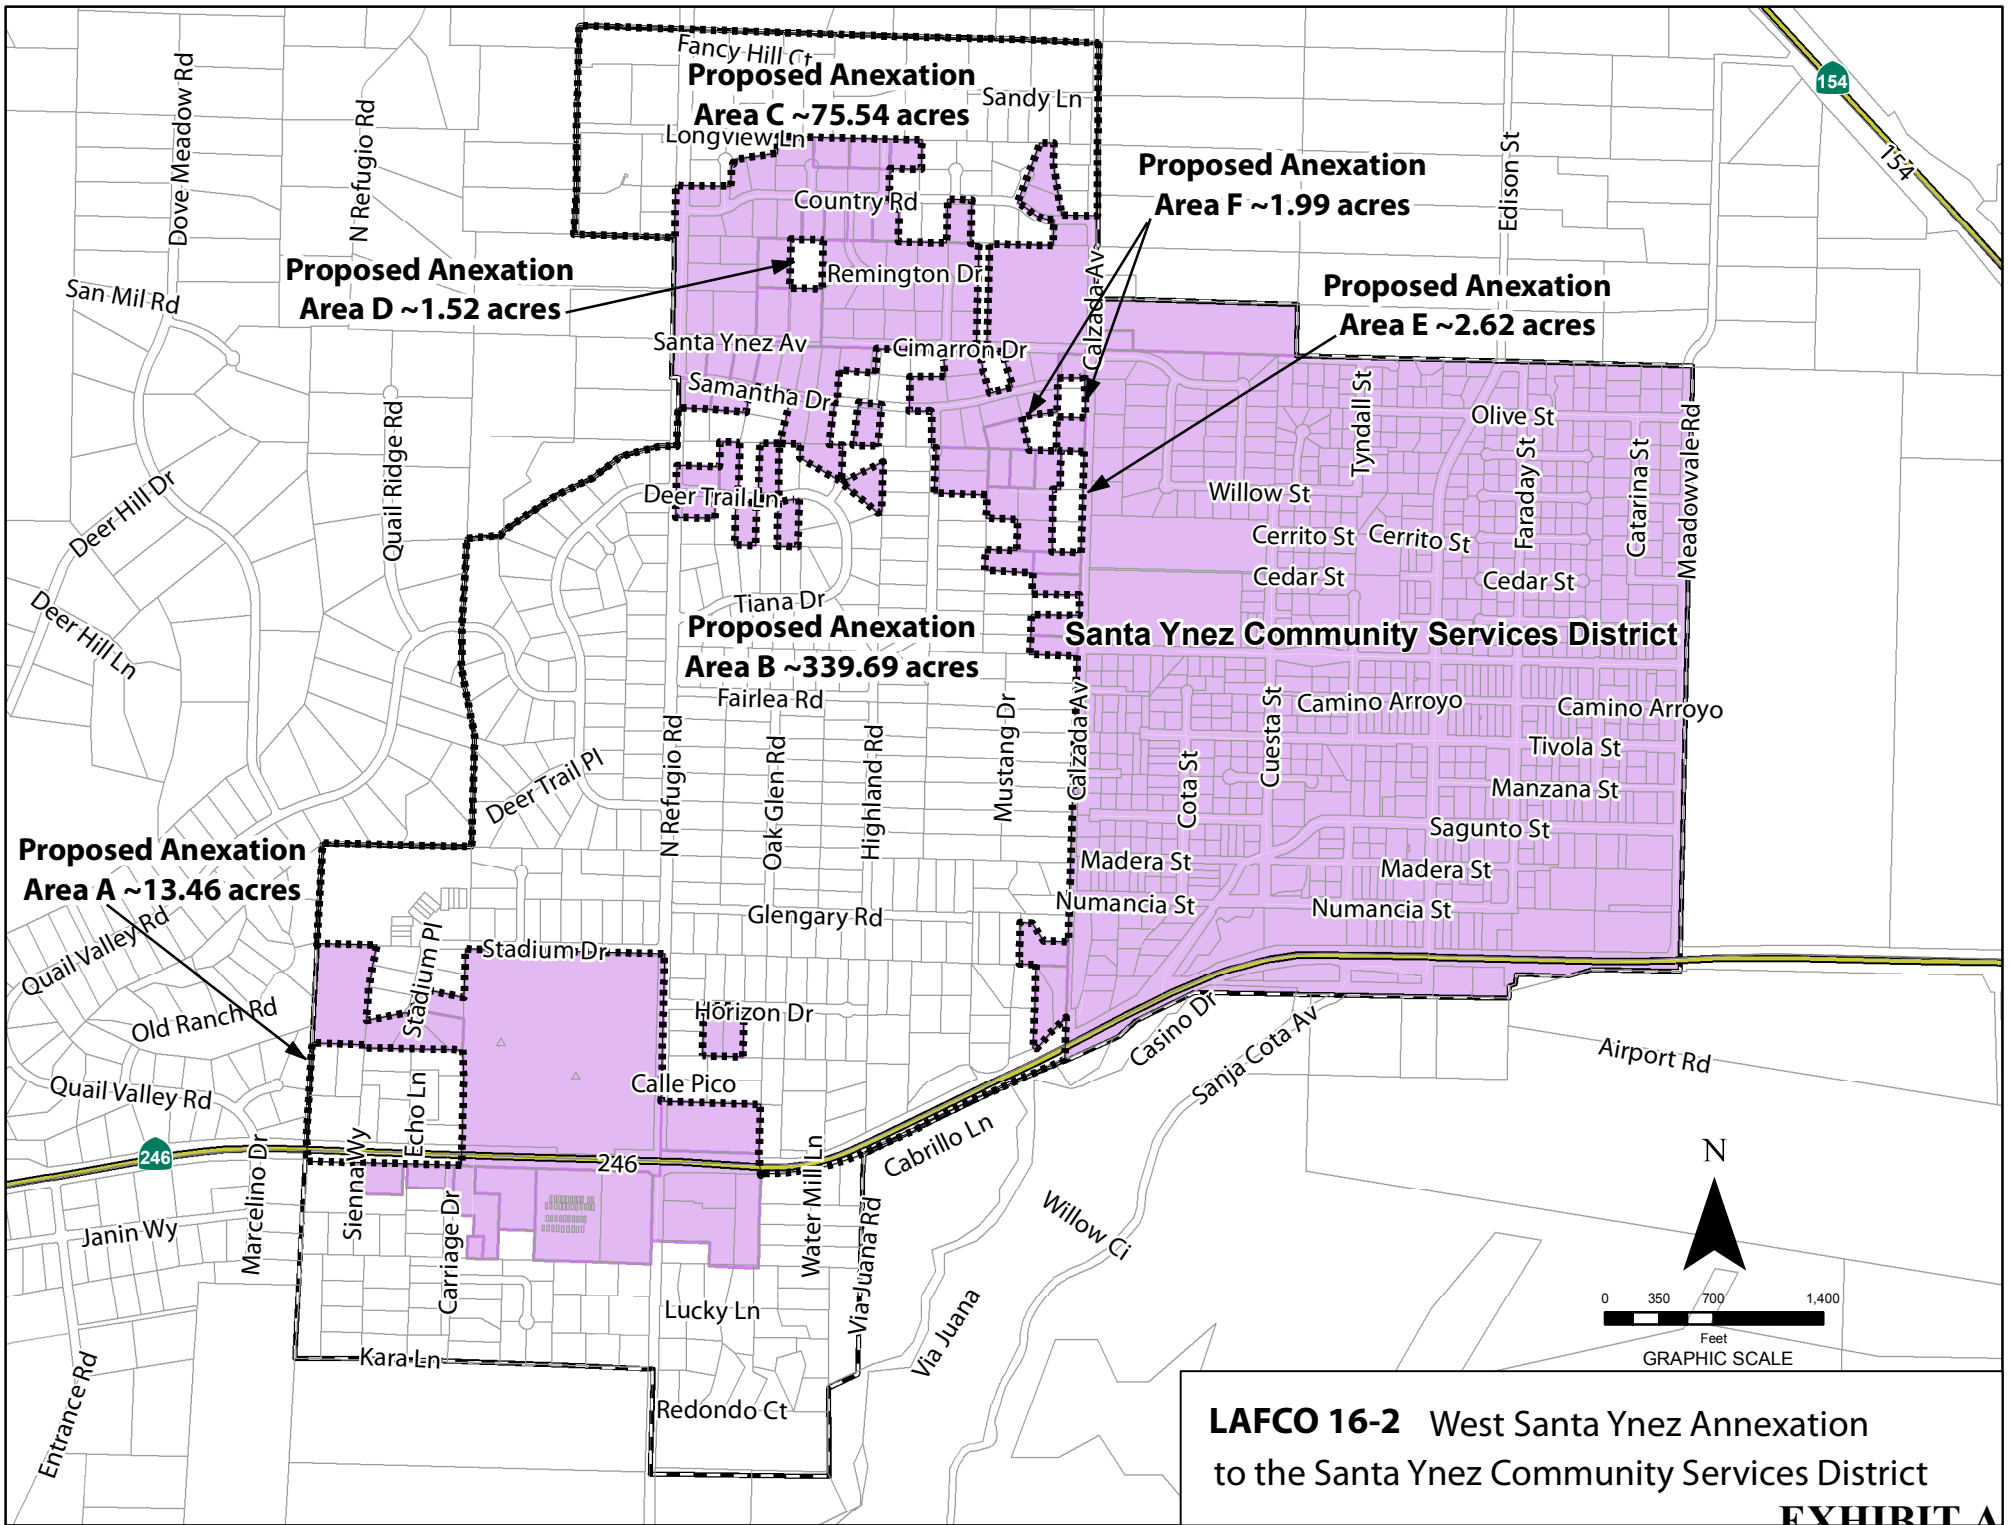 Fancy Hill Ct
Proposed Anexation
Area C ~75.54 acres
Sandy Ln
Longview Ln
154
154
Dove Meadow Rd
N Refugio Rd
Edison St
Proposed Anexation
Area F ~1.99 acres
Country Rd
Proposed Anexation
Area D ~1.52 acres
Remington Dr
Calzada Av
Proposed Anexation
Area E ~2.62 acres
San Mil Rd
Santa Ynez Av
Cimarron Dr
Samantha Dr
Tyndall St
Olive St
Quail Ridge Rd
Faraday St
Catarina St
Meadowvale Rd
Deer Hill Dr
Deer Trail Ln
Willow St
Cerrito St
Cerrito St
Cedar St
Cedar St
Deer Hill Ln
Tiana Dr
Proposed Anexation
Area B ~339.69 acres
Santa Ynez Community Services District
Fairlea Rd
Camino Arroyo
Camino Arroyo
N Refugio Rd
Oak Glen Rd
Highland Rd
Mustang Dr
Calzada Av
Cota St
Cuesta St
Tivola St
Deer Trail Pl
Manzana St
Sagunto St
Proposed Anexation
Area A ~13.46 acres
Madera St
Madera St
Numancia St
Numancia St
Glengary Rd
Quail Valley Rd
Stadium Pl
Stadium Dr
Old Ranch Rd
Horizon Dr
Casino Dr
Sanja Cota Av
Airport Rd
Quail Valley Rd
Echo Ln
Calle Pico
246
246
Cabrillo Ln
Marcelino Dr
Sienna Wy
Carriage Dr
Water Mill Ln
Via Juana Rd
Willow Ci
Janin Wy
N
Lucky Ln
Via Juana
0 350 700 1,400
Feet
GRAPHIC SCALE
Kara Ln
Entrance Rd
Redondo Ct
LAFCO 16-2 West Santa Ynez Annexation
to the Santa Ynez Community Services District
EXHIBIT A